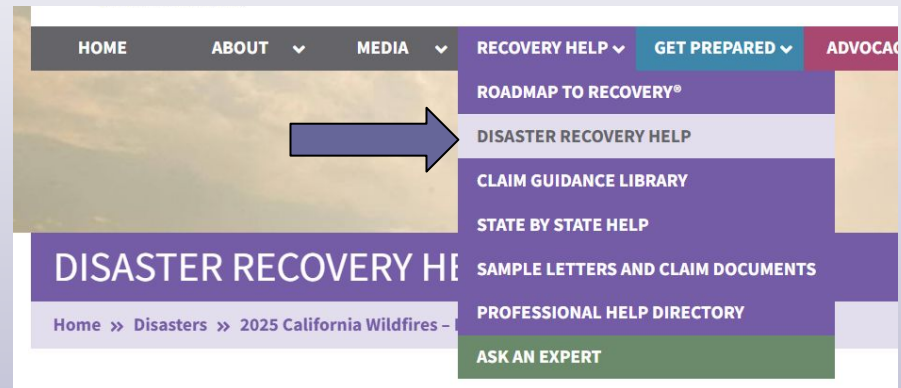 HOME ABOUT MEDIA RECOVERY HELP GET PREPARED
ROADMAP TO RECOVERY®
DISASTER RECOVERY HELP
CLAIM GUIDANCE LIBRARY
STATE BY STATE HELP
DISASTER RECOVERY
SAMPLE LETTERS AND CLAIM DOCUMENTS
Home » Disasters » 2025 California Wildfires –
PROFESSIONAL HELP DIRECTORY
ASK AN EXPERT